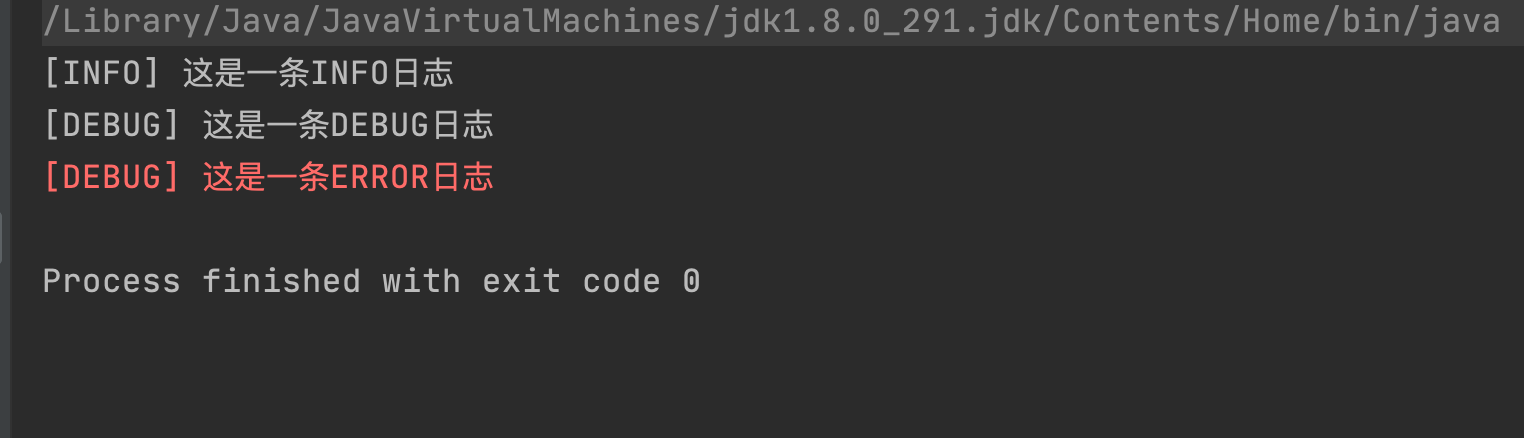 /Library/Java/JavaVirtualMachines/jdk1.8.0_291.jdk/Contents/Home/bin/java
[INFO] 这是一条INFO日志
[DEBUG] 这是一条DEBUG日志
[DEBUG] 这是一条ERROR日志
Process finished with exit code 0